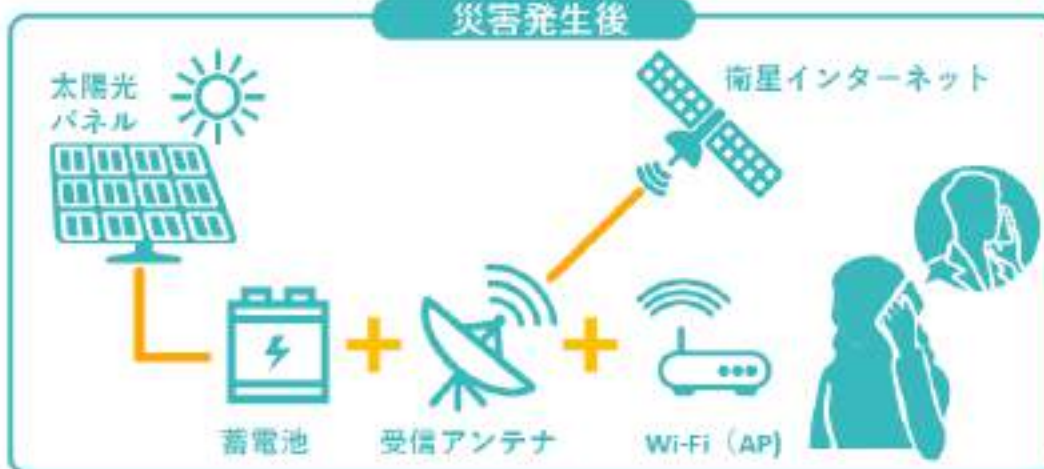 災害発生後
太陽光
パネル
衛星インターネット
蓄電池
受信アンテナ
Wi-Fi（AP)